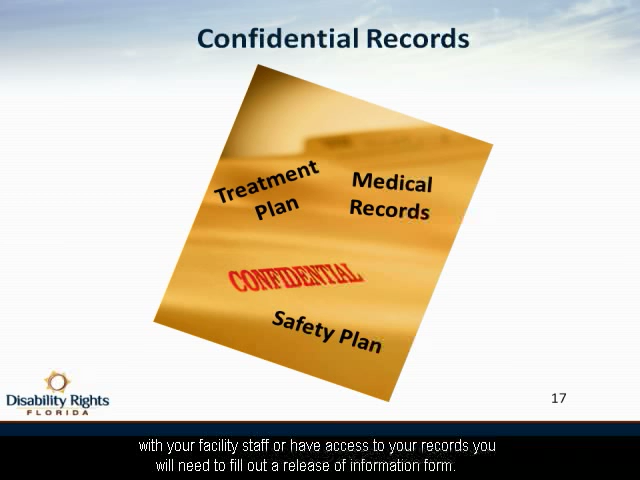 Confidential Records
Treatment
Plan
Medical
Records
CONFIDENTIAL
Safety Plan
Disability Rights
FLORIDA
17
with your facility staff or have access to your records you
will need to fill out a release of information form.